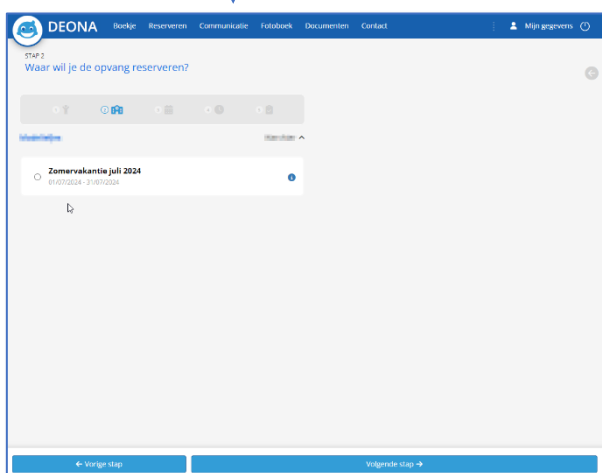 DEONA Boekje Reserveren Communicatie Fotoboek Documenten Contact Mijn gegevens
STAP 2
Waar wil je de opvang reserveren?
Zomervakantie juli 2024
01/07/2024 - 31/07/2024
← Vorige stap Volgende stap →